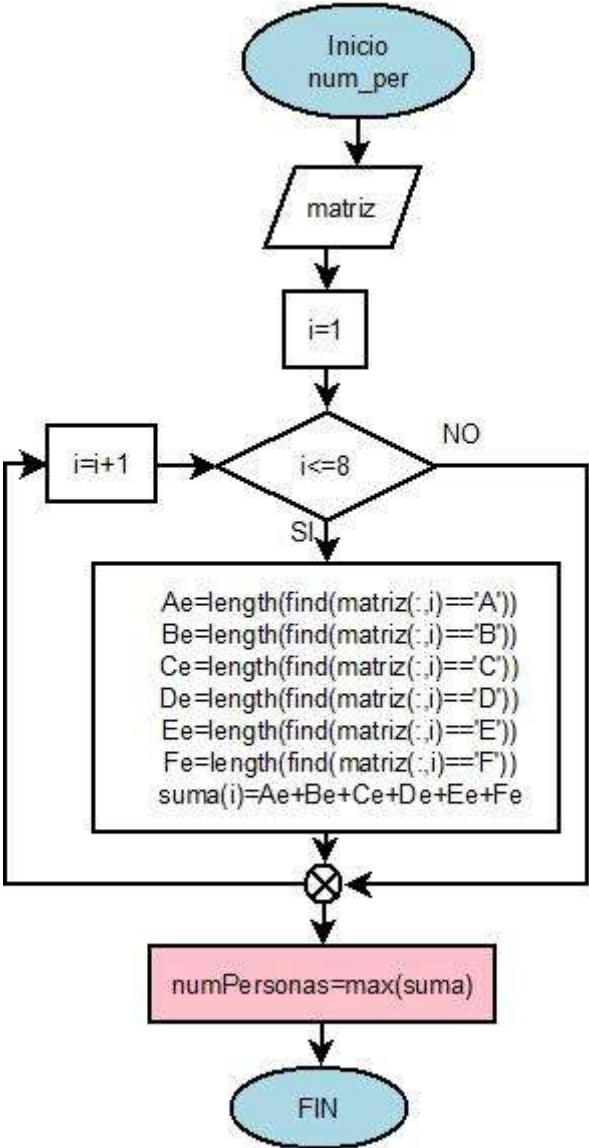 Inicio
num_per
matriz
i=1
i=i+1
i<=8
NO
SI
Ae=length(find(matriz(:,i)=='A'))
Be=length(find(matriz(:,i)=='B'))
Ce=length(find(matriz(:,i)=='C'))
De=length(find(matriz(:,i)=='D'))
Ee=length(find(matriz(:,i)=='E'))
Fe=length(find(matriz(:,i)=='F'))
suma(i)=Ae+Be+Ce+De+Ee+Fe
numPersonas=max(suma)
FIN